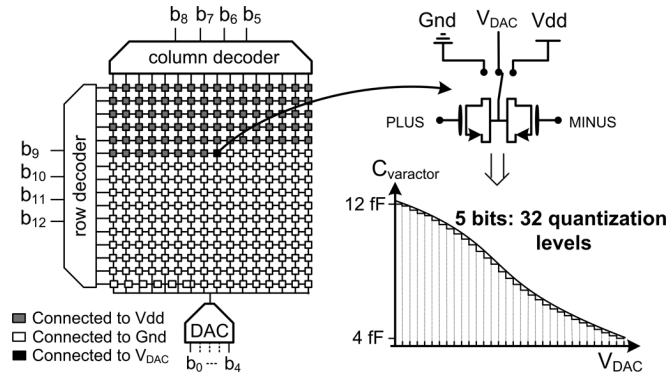 b8 b7 b6 b5
column decoder
row decoder
b9
b10
b11
b12
Connected to Vdd
Connected to Gnd
Connected to VDAC
DAC
b0 --- b4
Gnd VDAC Vdd
PLUS MINUS
Cvaractor
12 fF
5 bits: 32 quantization
levels
4 fF
VDAC